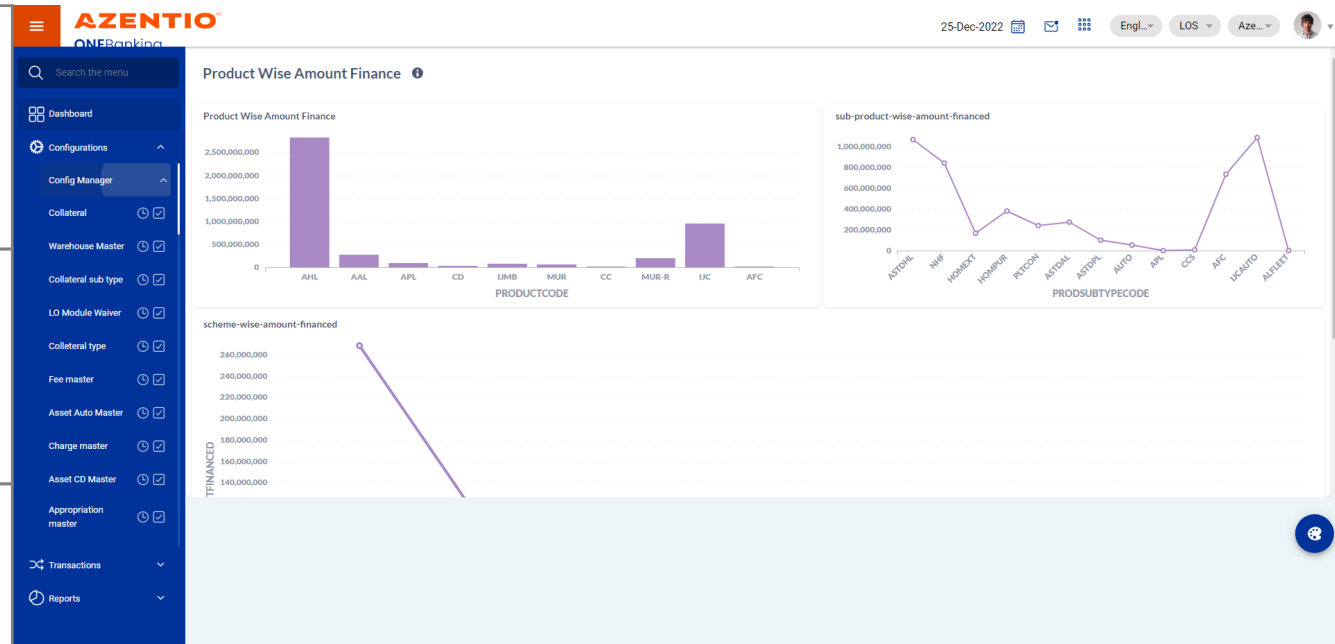 AZENTIO
ONEBanking
25-Dec-2022
Engl...
LOS
Aze...
Search the menu
Dashboard
Configurations
Config Manager
Collateral
Warehouse Master
Collateral sub type
LO Module Waiver
Colleteral type
Fee master
Asset Auto Master
Charge master
Asset CD Master
Appropriation
master
Transactions
Reports
Product Wise Amount Finance
Product Wise Amount Finance
2,500,000,000
2,000,000,000
1,500,000,000
1,000,000,000
500,000,000
0
AHL AAL APL CD IJMB MUR CC MUR-R IJC AFC
PRODUCTCODE
sub-product-wise-amount-financed
1,000,000,000
800,000,000
600,000,000
400,000,000
200,000,000
0
ASTDHL NHF HOMEXT HOMPUR PLTCON ASTDAL ASTDPL AUTO APL CCS AFC IJCAUTO ALFLEET
PRODSUBTYPECODE
scheme-wise-amount-financed
260,000,000
240,000,000
220,000,000
200,000,000
180,000,000
160,000,000
140,000,000
TFINANCED